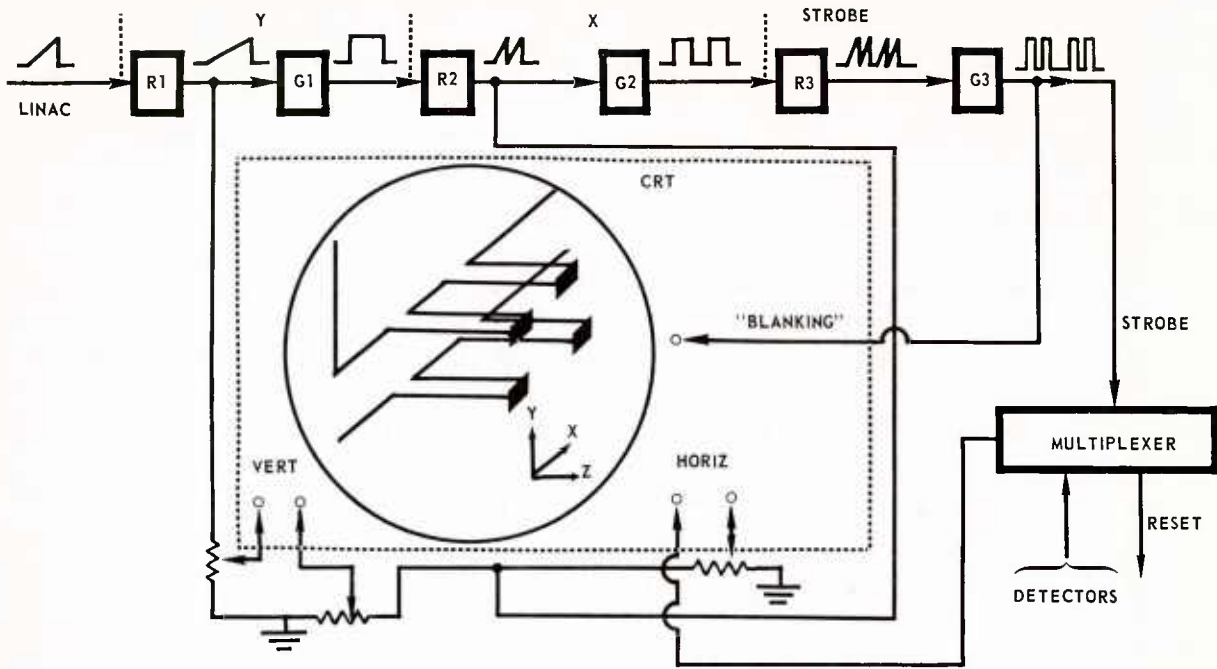 Y
X
STROBE
R1
G1
R2
G2
R3
G3
LINAC
CRT
"BLANKING"
STROBE
Y
X
Z
VERT
HORIZ
MULTIPLEXER
RESET
DETECTORS